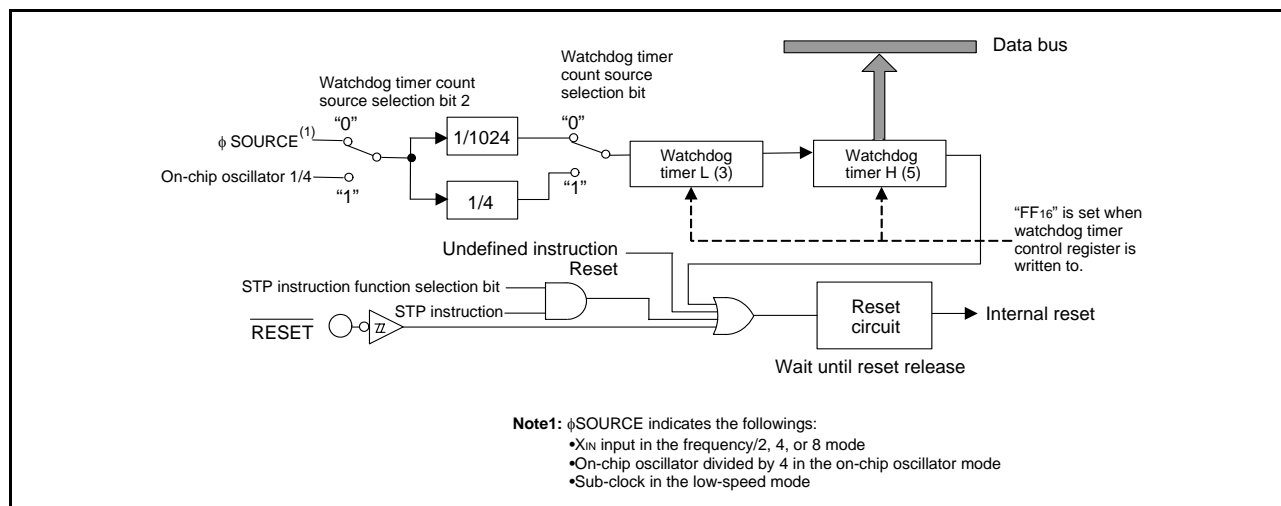 Data bus
Watchdog timer
count source
selection bit
Watchdog timer count
source selection bit 2
“0”
“0”
ϕ SOURCE(1)
1/1024
Watchdog
timer L (3)
Watchdog
timer H (5)
On-chip oscillator 1/4
“1”
“1”
1/4
“FF16” is set when
watchdog timer
control register is
written to.
Undefined instruction
Reset
STP instruction function selection bit
STP instruction
RESET
Reset
circuit
Internal reset
Wait until reset release
Note1: ϕSOURCE indicates the followings:
•XIN input in the frequency/2, 4, or 8 mode
•On-chip oscillator divided by 4 in the on-chip oscillator mode
•Sub-clock in the low-speed mode